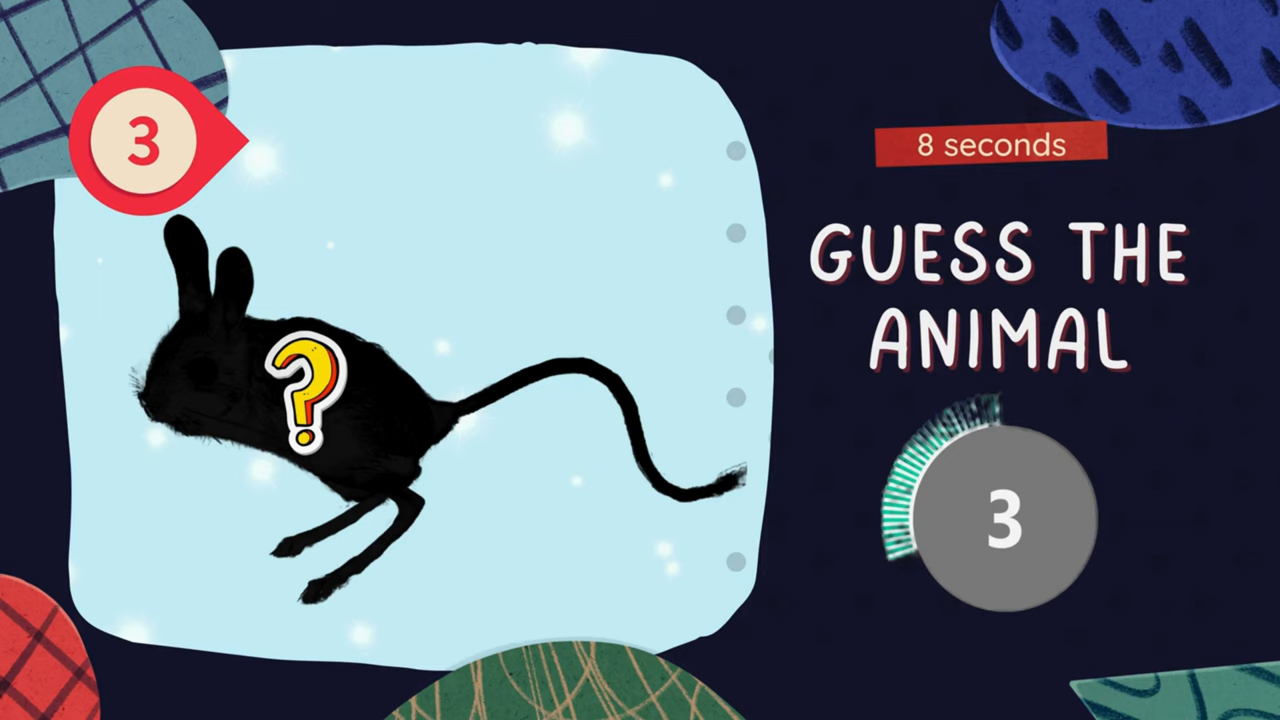 3
8 seconds
GUESS THE
ANIMAL
?
3